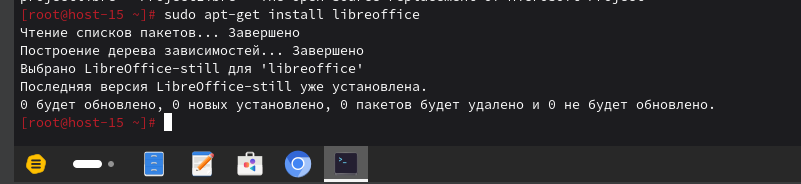 [root@host-15 ~]# sudo apt-get install libreoffice
Чтение списков пакетов... Завершено
Построение дерева зависимостей... Завершено
Выбрано LibreOffice-still для 'libreoffice'
Последняя версия LibreOffice-still уже установлена.
0 будет обновлено, 0 новых установлено, 0 пакетов будет удалено и 0 не будет обновлено.
[root@host-15 ~]#